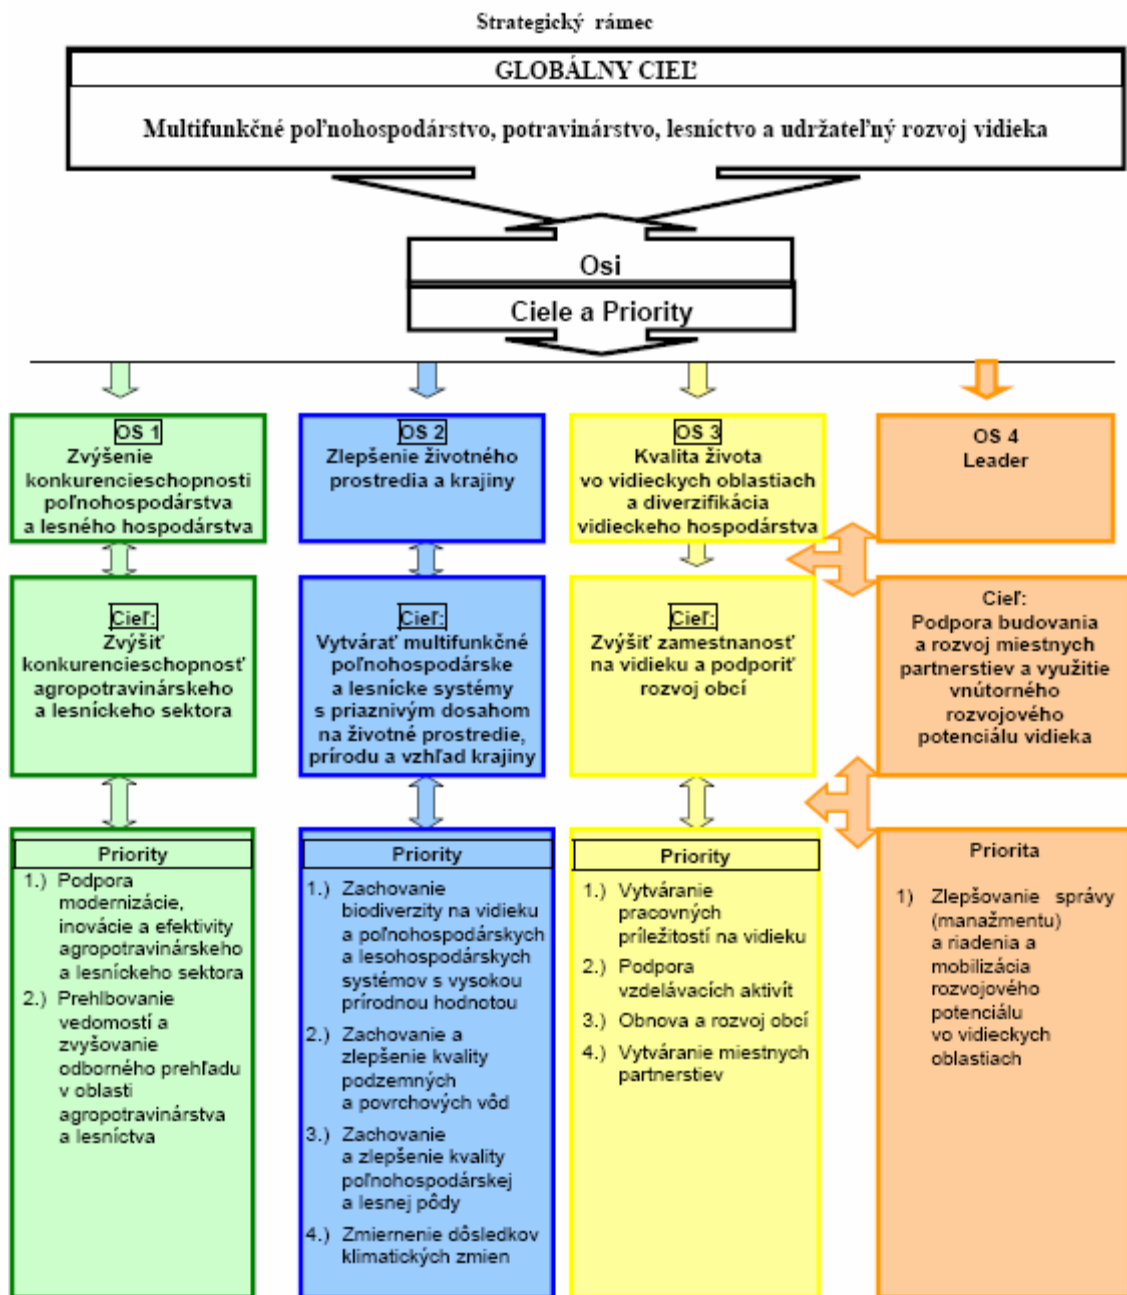 Strategický rámec
GLOBÁLNY CIEĽ
Multifunkčné poľnohospodárstvo, potravinárstvo, lesníctvo a udržateľný rozvoj vidieka
Osi
Ciele a Priority
OS 1
Zvýšenie
konkurencieschopnosti
poľnohospodárstva
a lesného hospodárstva
Cieľ:
Zvýšiť
konkurencieschopnosť
agropotravinárskeho
a lesníckeho sektora
Priority
1.) Podpora
modernizácie,
inovácie a efektivity
agropotravinárskeho
a lesníckeho sektora
2.) Prehlbovanie
vedomostí a
zvyšovanie
odborného prehľadu
v oblasti
agropotravinárstva
a lesníctva
OS 2
Zlepšenie životného
prostredia a krajiny
Cieľ:
Vytvárať multifunkčné
poľnohospodárske
a lesnícke systémy
s priaznivým dosahom
na životné prostredie,
prírodu a vzhľad krajiny
Priority
1.) Zachovanie
biodiverzity na vidieku
a poľnohospodárskych
a lesohospodárskych
systémov s vysokou
prírodnou hodnotou
2.) Zachovanie a
zlepšenie kvality
podzemných
a povrchových vôd
3.) Zachovanie
a zlepšenie kvality
poľnohospodárskej
a lesnej pôdy
4.) Zmiernenie dôsledkov
klimatických zmien
OS 3
Kvalita života
vo vidieckych oblastiach
a diverzifikácia
vidieckeho hospodárstva
Cieľ:
Zvýšiť zamestnanosť
na vidieku a podporiť
rozvoj obcí
Priority
1.) Vytváranie
pracovných
príležitostí na vidieku
2.) Podpora
vzdelávacích aktivít
3.) Obnova a rozvoj obcí
4.) Vytváranie miestnych
partnerstiev
OS 4
Leader
Cieľ:
Podpora budovania
a rozvoj miestnych
partnerstiev a využitie
vnútorného
rozvojového
potenciálu vidieka
Priorita
1) Zlepšovanie správy
(manažmentu)
a riadenia a
mobilizácia
rozvojového
potenciálu
vo vidieckych
oblastiach